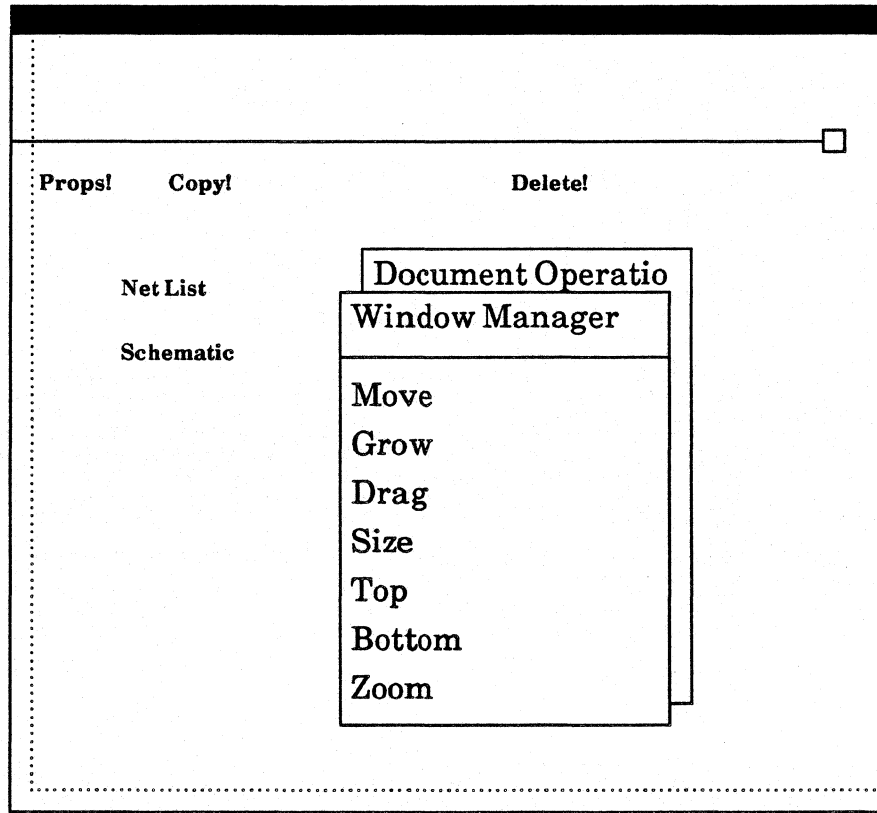 Props! Copy! Delete!
Net List
Schematic
Document Operatio
Window Manager
Move
Grow
Drag
Size
Top
Bottom
Zoom